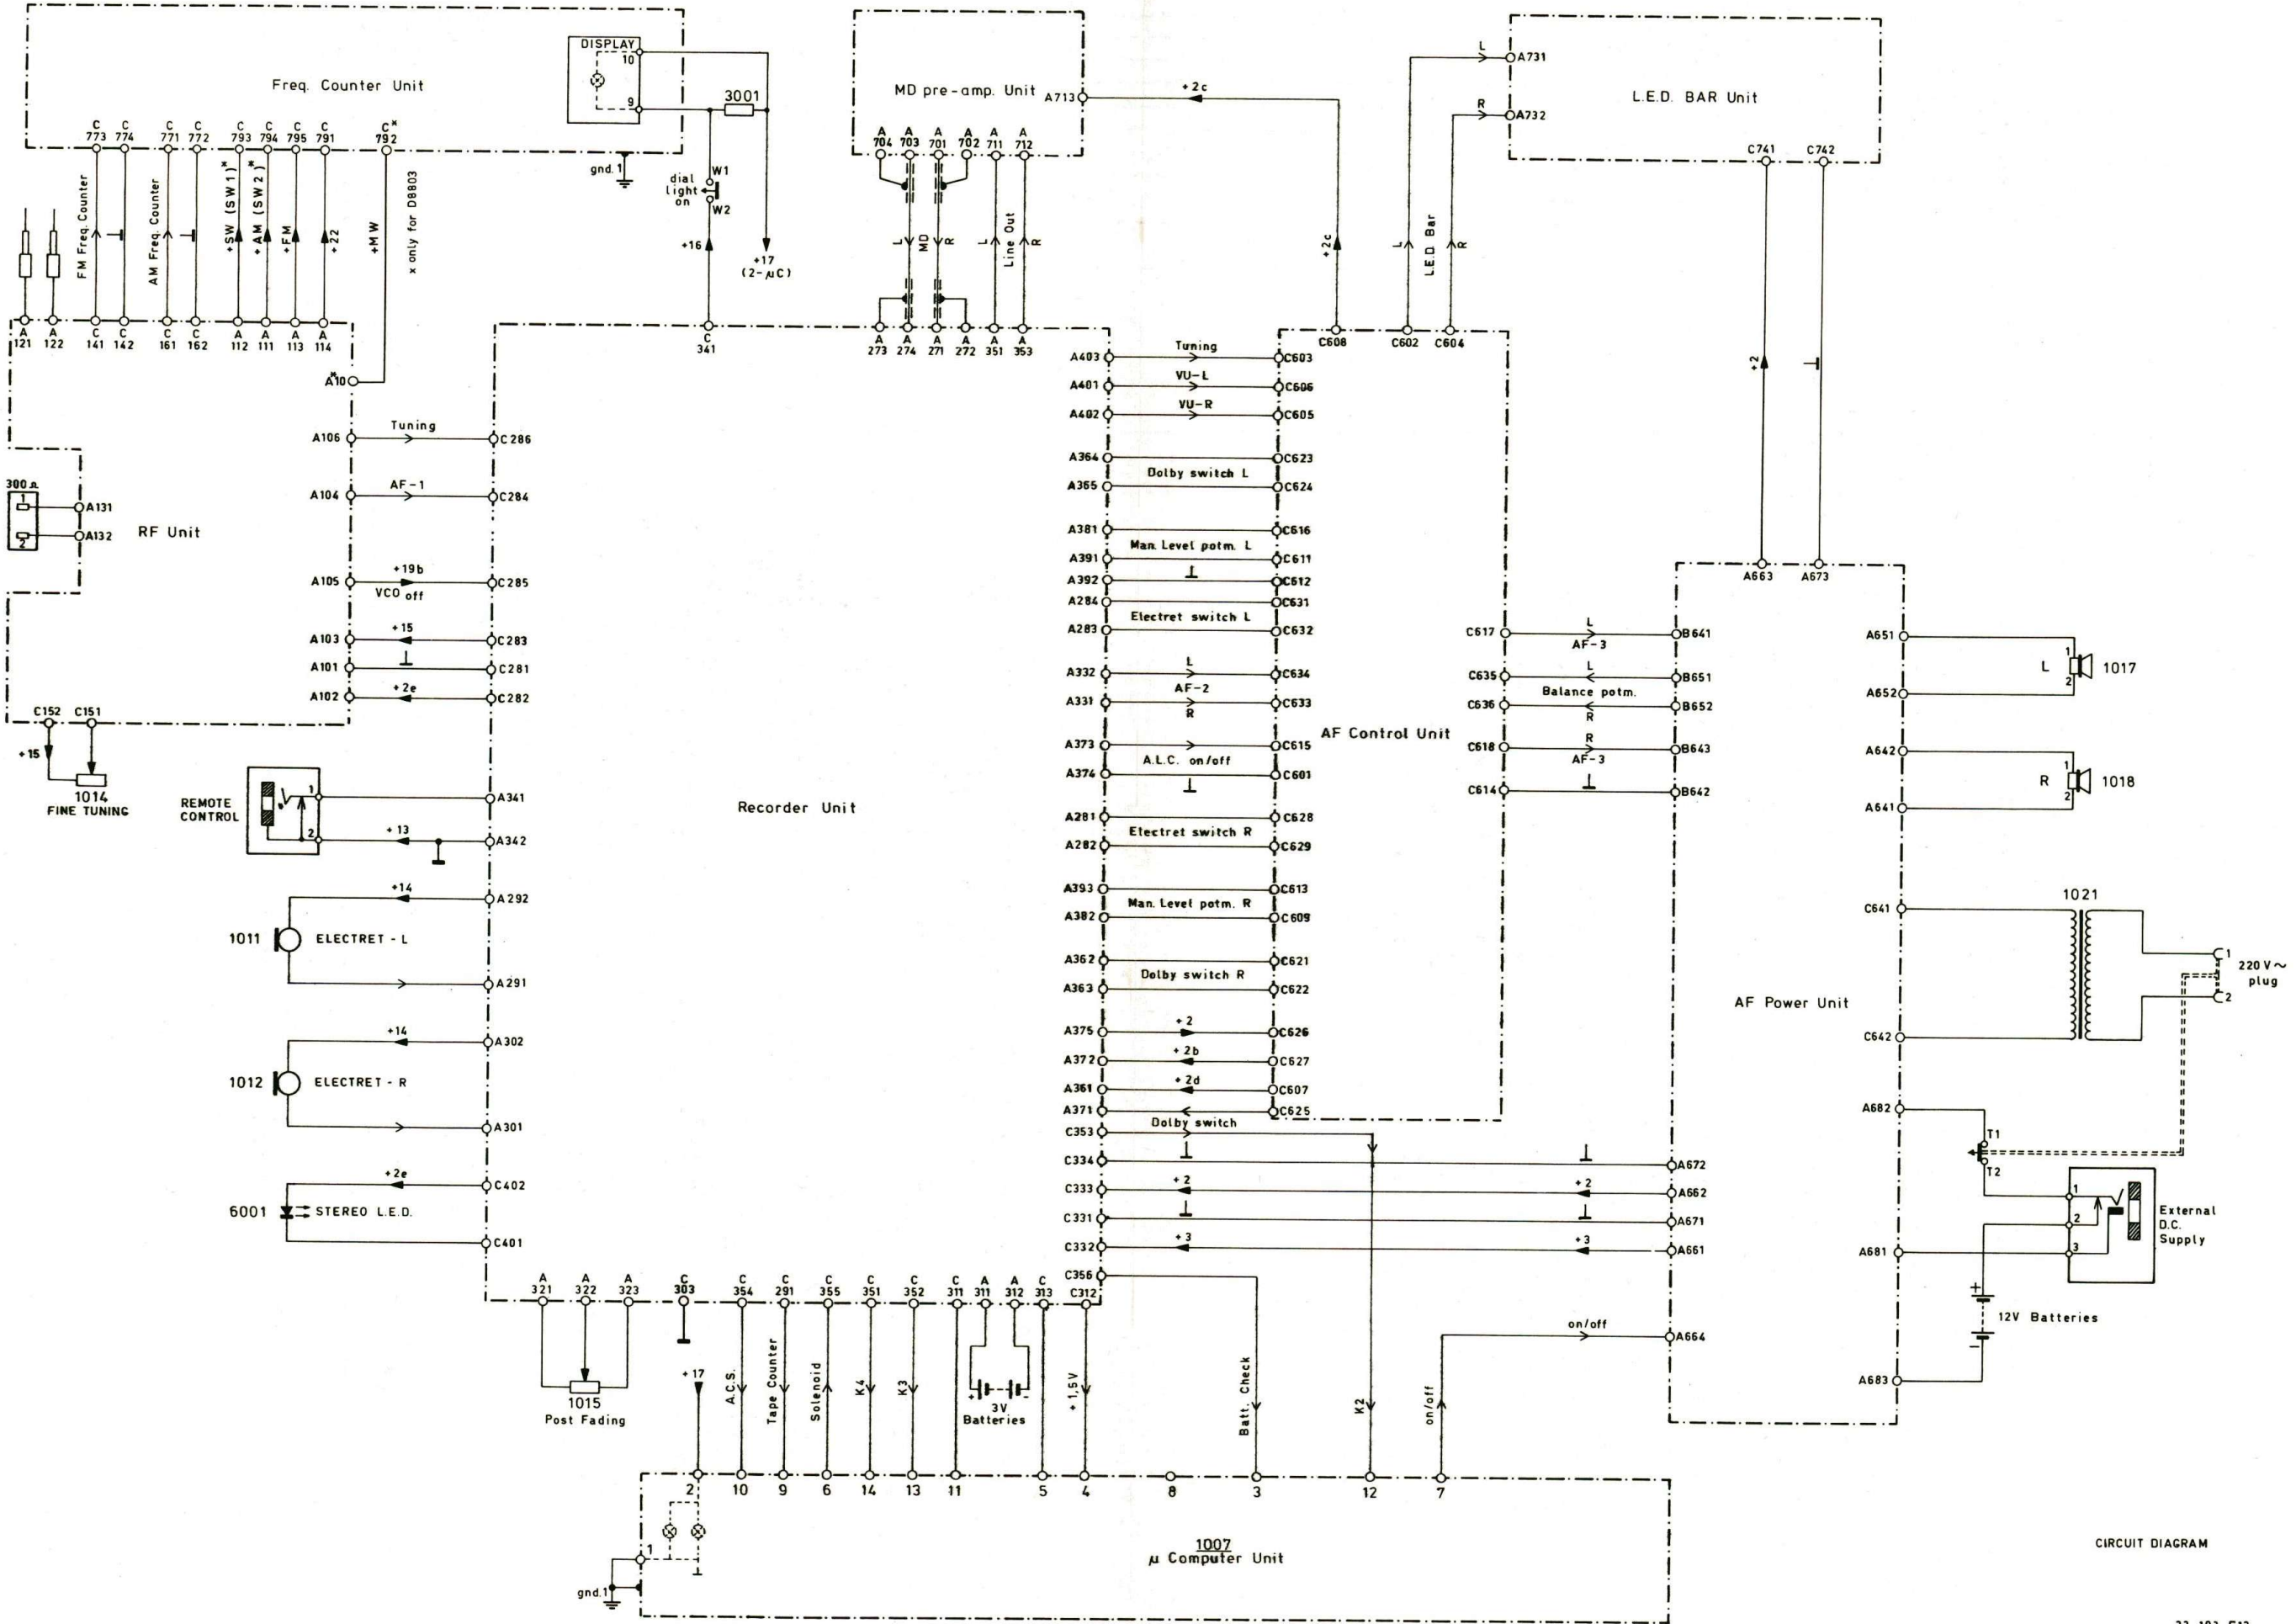 DISPLAY
10
9
Freq. Counter Unit
3001
C 773
C 774
C 771
C 772
C 793
C 794
C 795
C 791
C* 792
gnd. 1
W1
dial light on
W2
+16
+17
(2-µC)
FM Freq. Counter
AM Freq. Counter
+SW (SW1)*
+AM (SW2)*
+FM
+22
+MW
x only for D8803
A 121
A 122
C 141
C 142
C 161
C 162
A 112
A 111
A 113
A 114
A*10
MD pre-amp. Unit
A713
+2c
A 704
A 703
A 701
A 702
A 711
A 712
L
MD
R
L
Line Out
R
C 341
A 273
A 274
A 271
A 272
A 351
A 353
L
A731
R
A732
L.E.D. BAR Unit
C741
C742
+2c
L
L.E.D. Bar
R
C608
C602
C604
+2
A663
A673
300Ω
1
2
A131
A132
RF Unit
A106
Tuning
C286
A104
AF-1
C284
A105
+19b
VCO off
C285
A103
+15
C283
A101
C281
A102
+2e
C282
C152
C151
+15
1014
FINE TUNING
REMOTE CONTROL
1
2
A341
+13
A342
+14
A292
1011
ELECTRET - L
A291
+14
A302
1012
ELECTRET - R
A301
+2e
C402
6001
STEREO L.E.D.
C401
Recorder Unit
A403
Tuning
C603
A401
VU-L
C606
A402
VU-R
C605
A364
C623
Dolby switch L
A365
C624
A381
C616
Man. Level potm. L
A391
C611
A392
C612
A284
C631
Electret switch L
A283
C632
A332
L
C634
AF-2
A331
R
C633
A373
C615
A.L.C. on/off
A374
C601
A281
C628
Electret switch R
A282
C629
A393
C613
Man. Level potm. R
A382
C609
A362
C621
Dolby switch R
A363
C622
A375
+2
C626
A372
+2b
C627
A361
+2d
C607
A371
C625
Dolby switch
C353
C334
A672
C333
+2
+2
A662
C331
A671
C332
+3
+3
A661
C356
AF Control Unit
C617
L
AF-3
B641
C635
L
B651
Balance potm.
C636
R
B652
C618
R
AF-3
B643
C614
B642
AF Power Unit
A651
1
L
2
1017
A652
A642
1
R
2
1018
A641
C641
1021
1
220 V ~
plug
2
C642
A682
T1
T2
1
2
3
External
D.C.
Supply
A681
+
12V Batteries
-
A683
on/off
A664
A 321
A 322
A 323
C 303
C 354
C 291
C 355
C 351
C 352
C 311
A 311
A 312
C 313
C312
1015
Post Fading
+17
A.C.S.
Tape Counter
Solenoid
K4
K3
+
-
3V
Batteries
+1,5V
Batt. Check
K2
on/off
2
10
9
6
14
13
11
5
4
8
3
12
7
1
gnd.1
1007
µ Computer Unit
CIRCUIT DIAGRAM